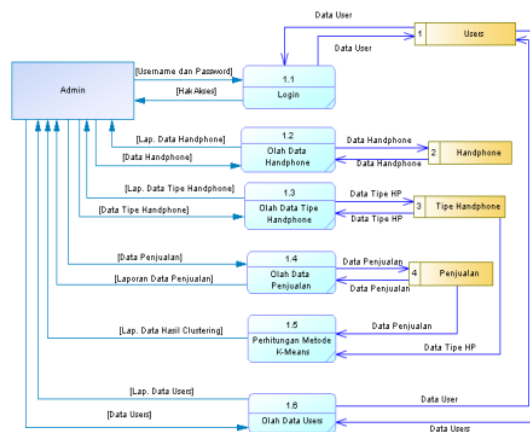 Data User
1 Users
Data User
[Username dan Password]
1.1
Login
Admin
[Hak Akses]
1.2
Olah Data
Handphone
[Lap. Data Handphone]
Data Handphone
2 Handphone
[Data Handphone]
Data Handphone
1.3
Olah Data Tipe
Handphone
[Lap. Data Tipe Handphone]
Data Tipe HP
3 Tipe Handphone
[Data Tipe Handphone]
Data Tipe HP
1.4
Olah Data
Penjualan
[Data Penjualan]
Data Penjualan
4 Penjualan
[Laporan Data Penjualan]
Data Penjualan
1.5
Perhitungan Metode
K-Means
[Lap. Data Hasil Clustering]
Data Penjualan
Data Tipe HP
[Lap. Data Users]
1.6
Olah Data Users
Data User
[Data Users]
Data Users